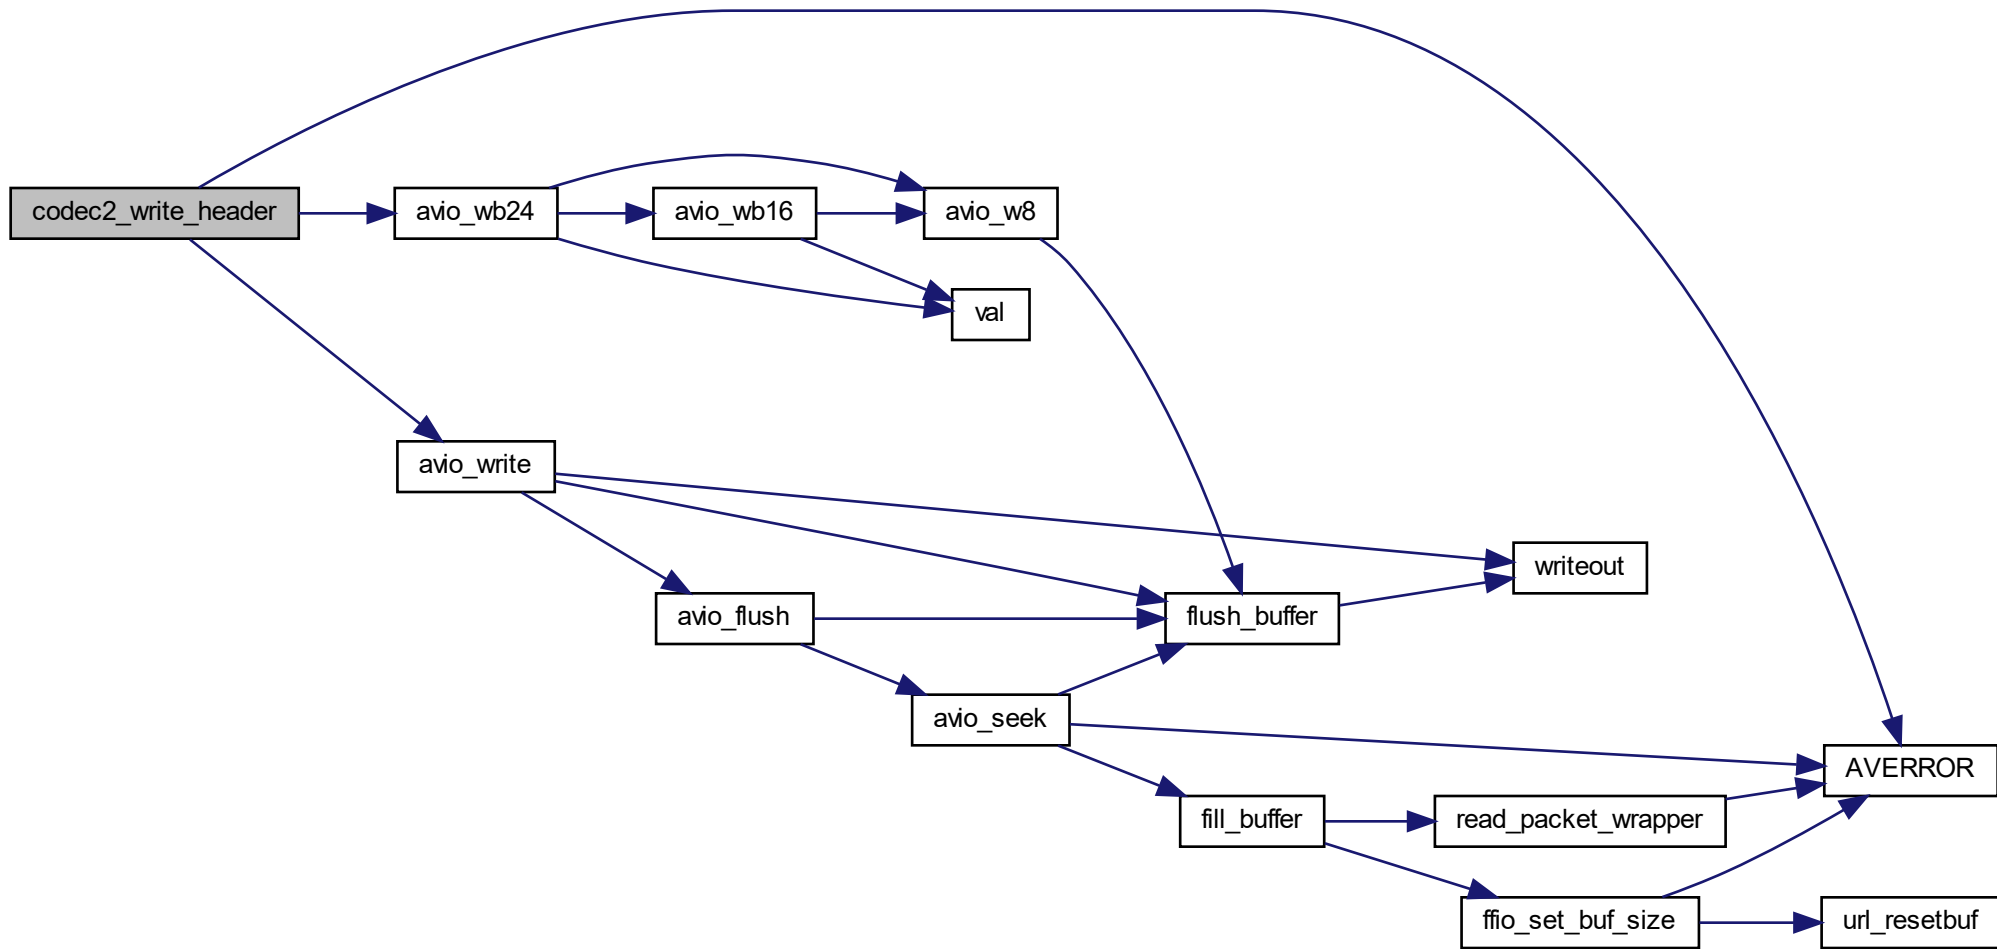 codec2_write_header
avio_wb24
avio_wb16
avio_w8
val
avio_write
writeout
avio_flush
flush_buffer
avio_seek
AVERROR
fill_buffer
read_packet_wrapper
ffio_set_buf_size
url_resetbuf